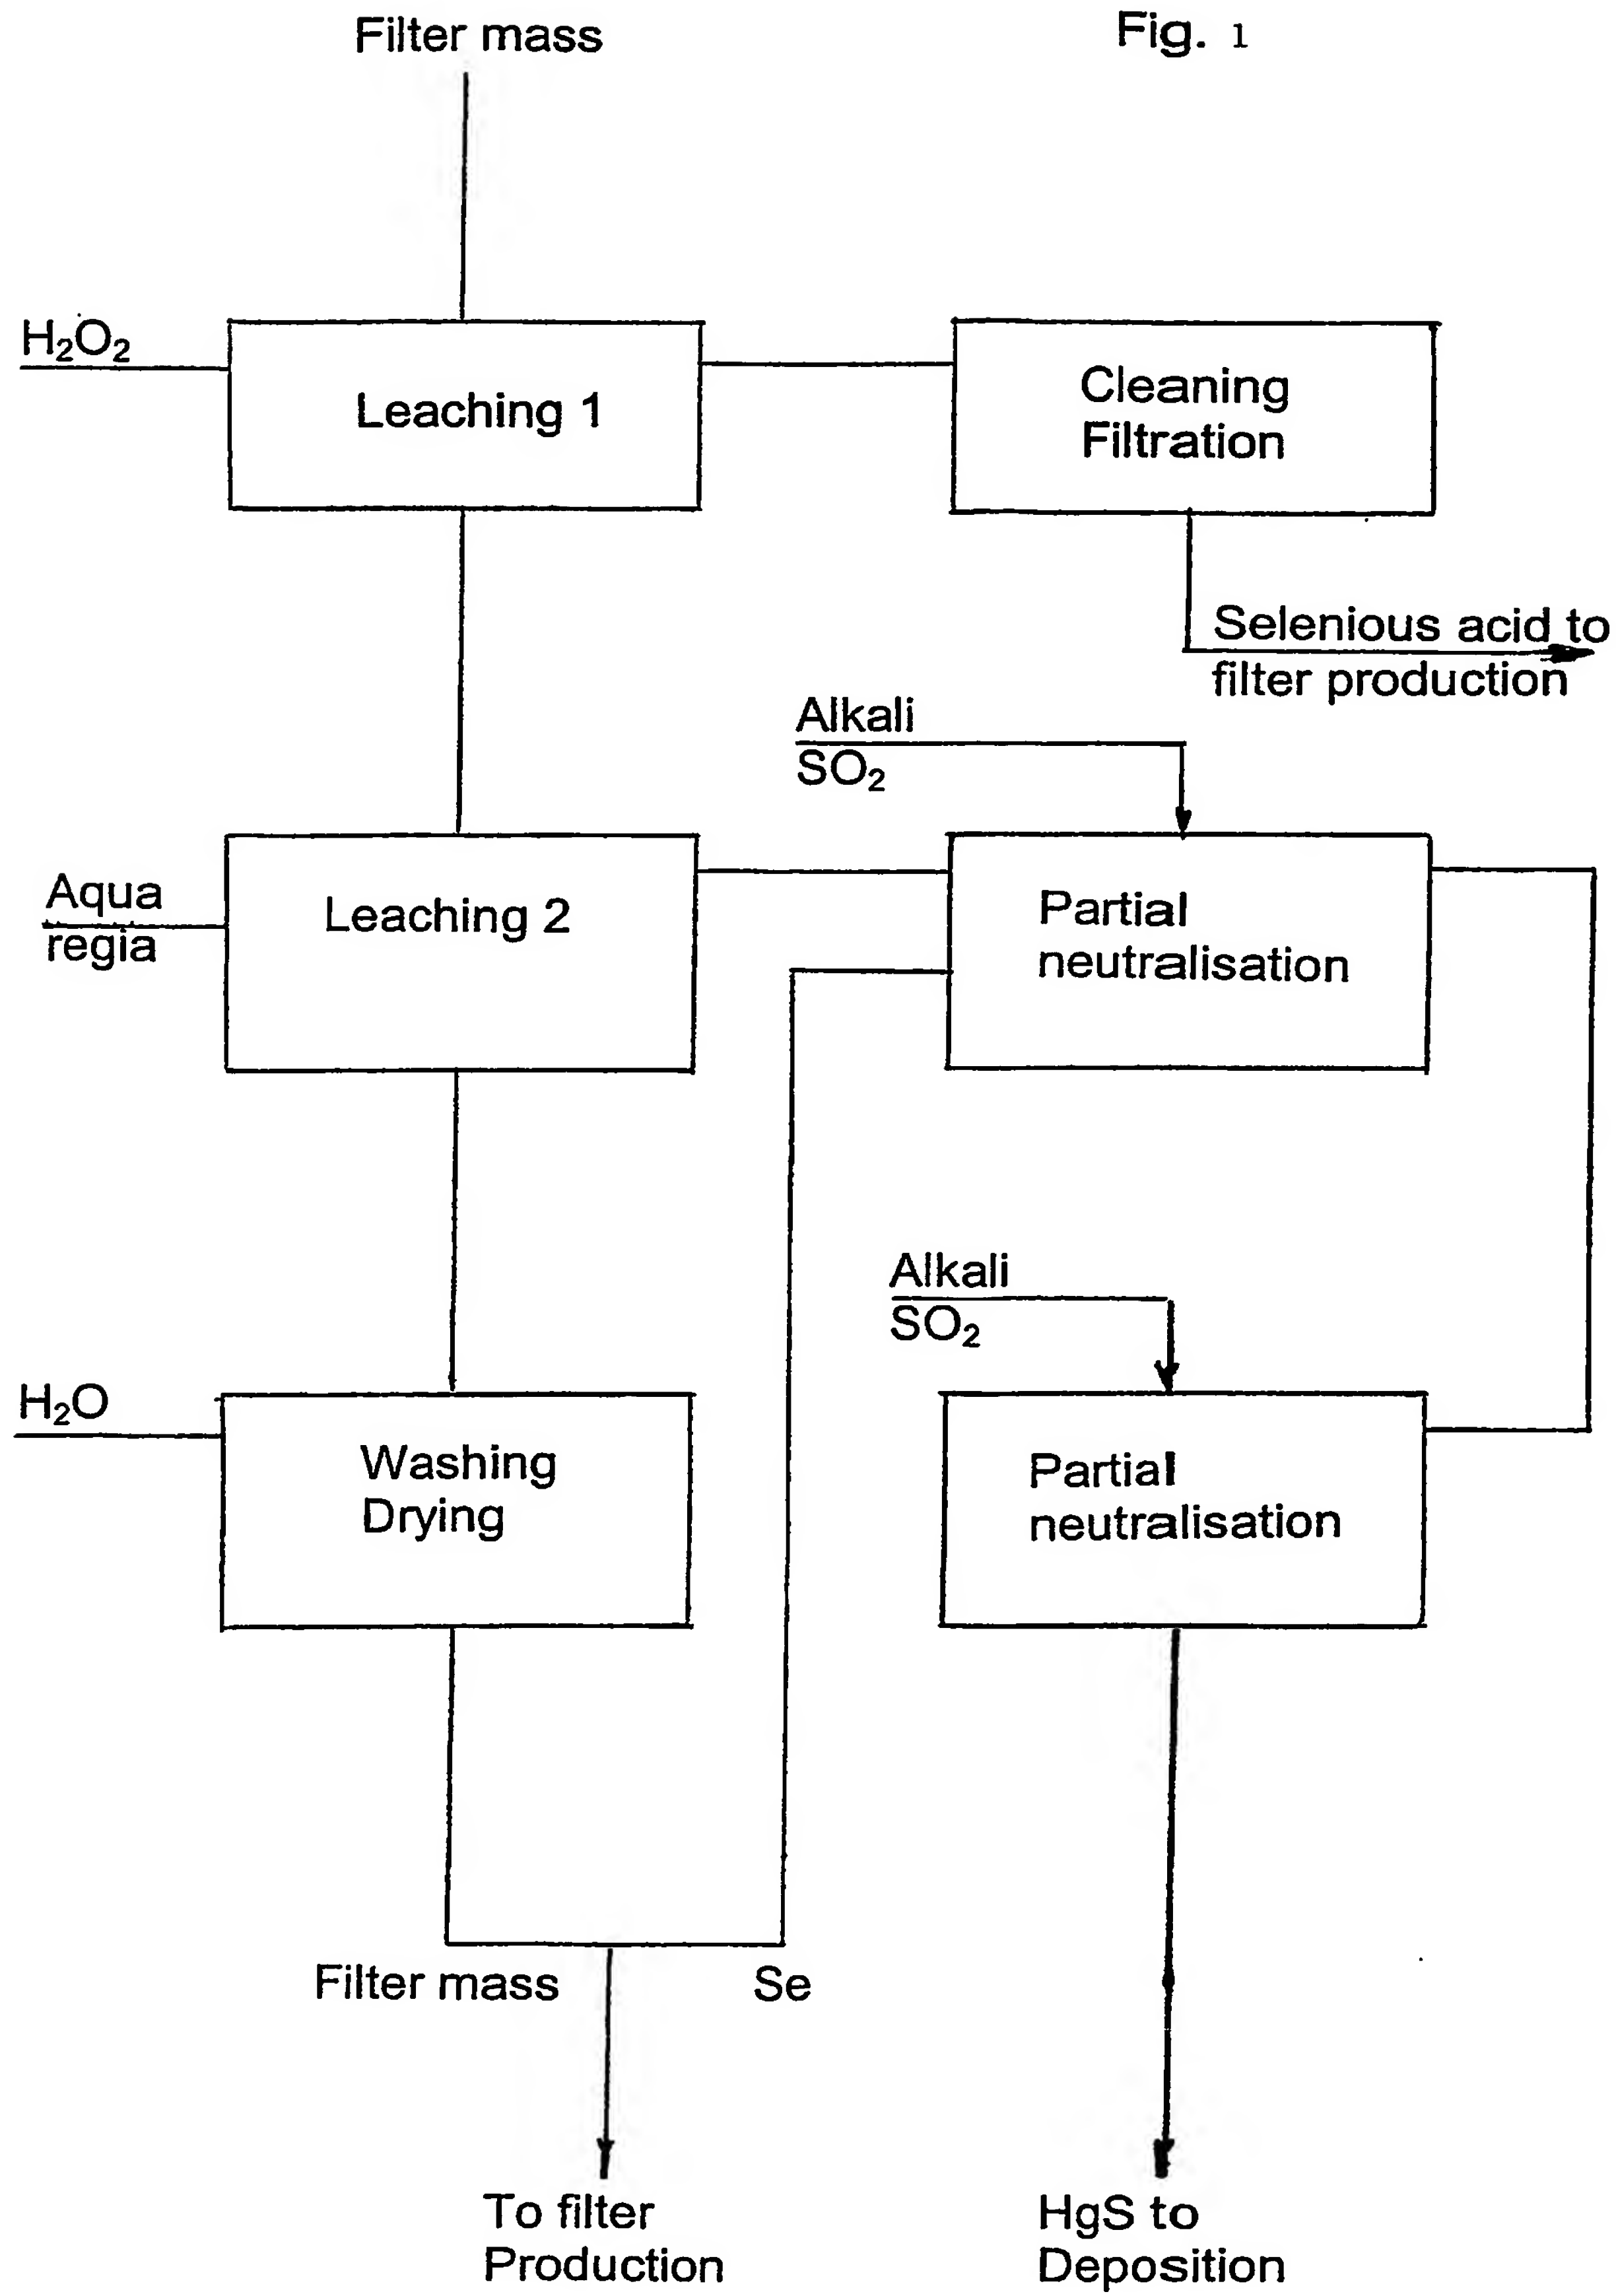 Filter mass
Fig. 1
H₂O₂
Leaching 1
Cleaning
Filtration
Selenious acid to
filter production
Alkali
SO₂
Aqua
regia
Leaching 2
Partial
neutralisation
Alkali
SO₂
H₂O
Washing
Drying
Partial
neutralisation
Filter mass
Se
To filter
Production
HgS to
Deposition